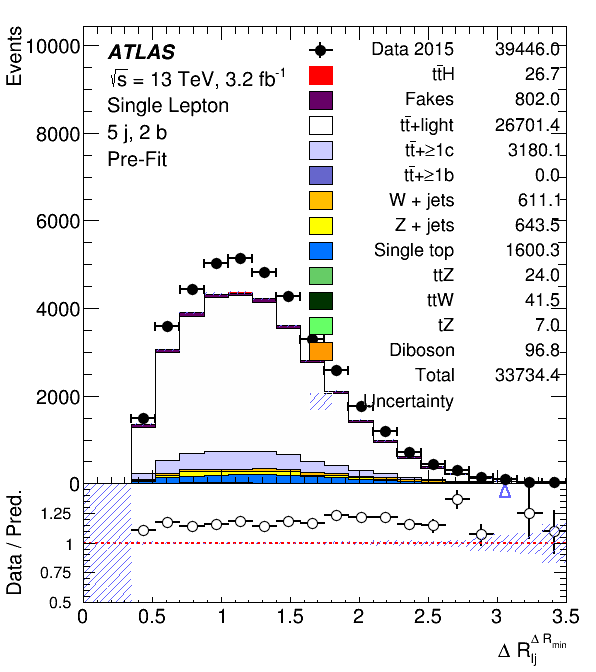 Events
10000
8000
6000
4000
2000
0
ATLAS
√s = 13 TeV, 3.2 fb-1
Single Lepton
5 j, 2 b
Pre-Fit
Data 2015 39446.0
tt̄H 26.7
Fakes 802.0
tt̄+light 26701.4
tt̄+≥1c 3180.1
tt̄+≥1b 0.0
W + jets 611.1
Z + jets 643.5
Single top 1600.3
ttZ 24.0
ttW 41.5
tZ 7.0
Diboson 96.8
Total 33734.4
Uncertainty
Data / Pred.
1.25
1
0.75
0.5
0 0.5 1 1.5 2 2.5 3 3.5
Δ R lj Δ R min